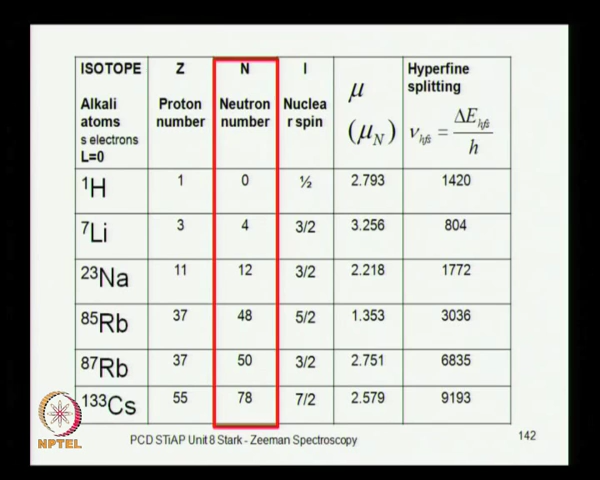 ISOTOPE Z N I μ Hyperfine
splitting
Alkali Proton Neutron Nuclea
atoms number number r spin
s electrons
L=0
(μ_N) ν_hfs = ΔE_hfs / h
¹H 1 0 ½ 2.793 1420
⁷Li 3 4 3/2 3.256 804
²³Na 11 12 3/2 2.218 1772
⁸⁵Rb 37 48 5/2 1.353 3036
⁸⁷Rb 37 50 3/2 2.751 6835
¹³³Cs 55 78 7/2 2.579 9193
NPTEL
PCD STiAP Unit 8 Stark - Zeeman Spectroscopy
142